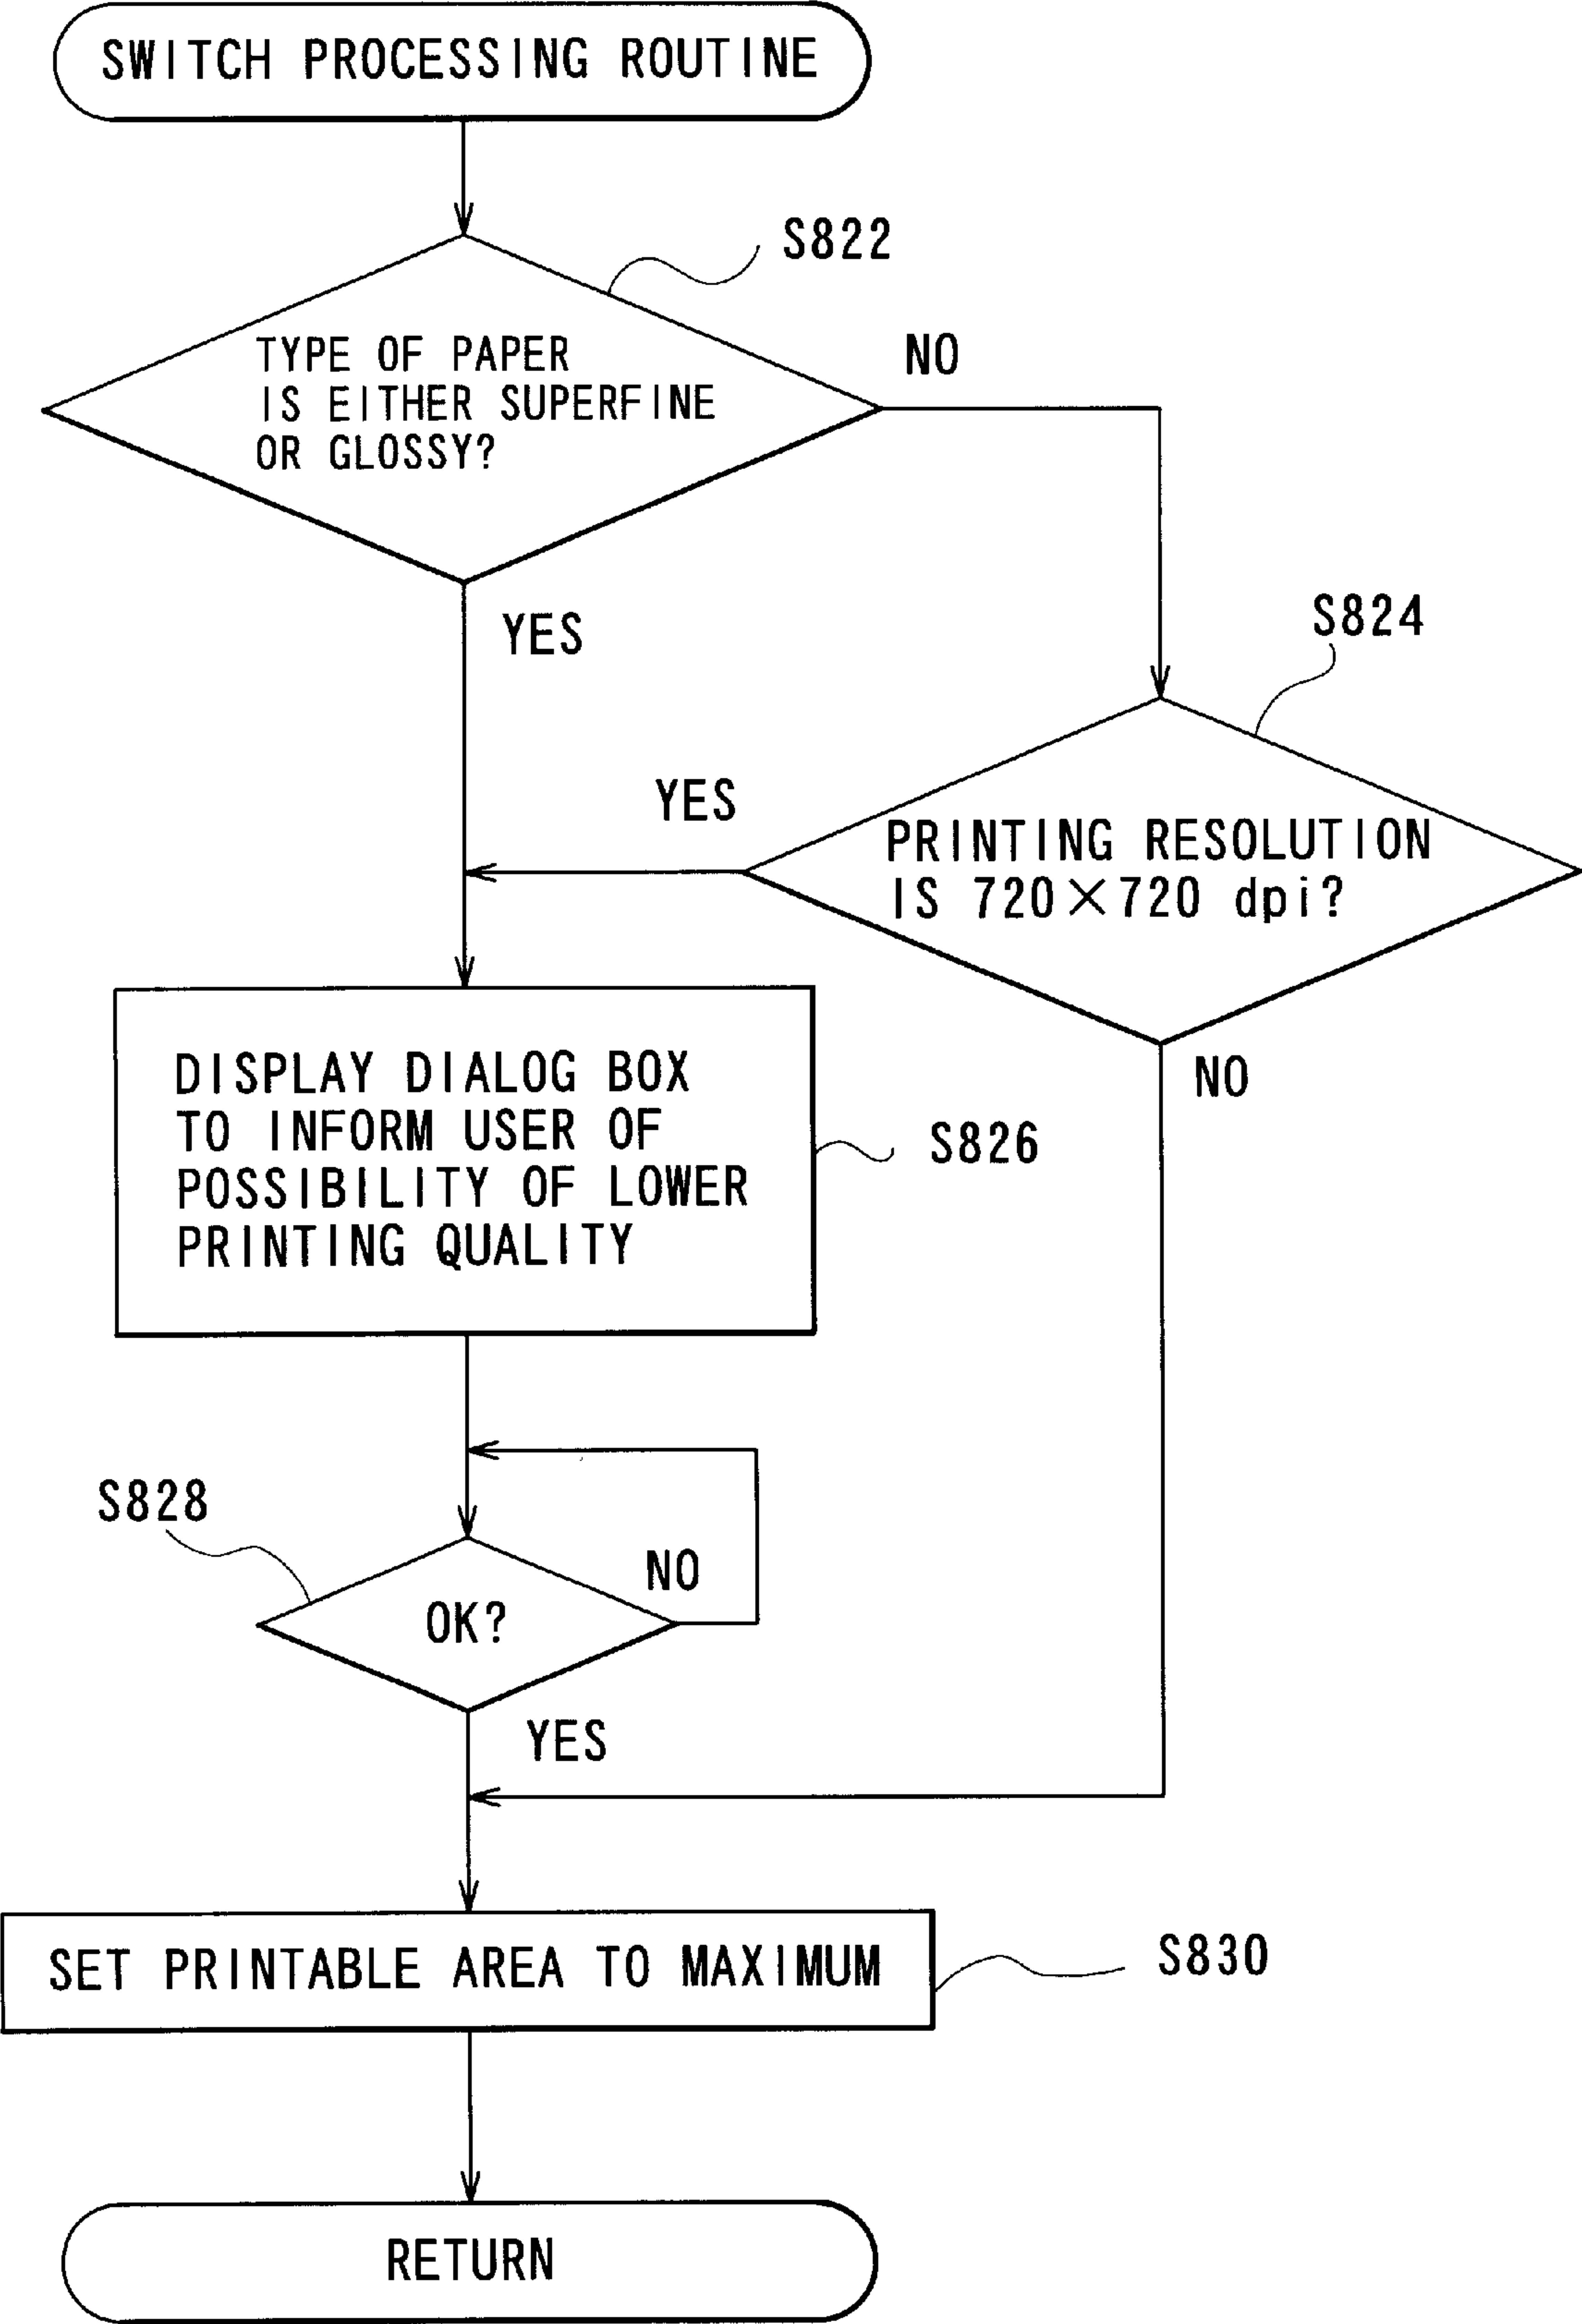 SWITCH PROCESSING ROUTINE
S822
TYPE OF PAPER
IS EITHER SUPERFINE
OR GLOSSY?
NO
YES
S824
YES
PRINTING RESOLUTION
IS 720×720 dpi?
NO
DISPLAY DIALOG BOX
TO INFORM USER OF
POSSIBILITY OF LOWER
PRINTING QUALITY
S826
S828
NO
OK?
YES
SET PRINTABLE AREA TO MAXIMUM
S830
RETURN